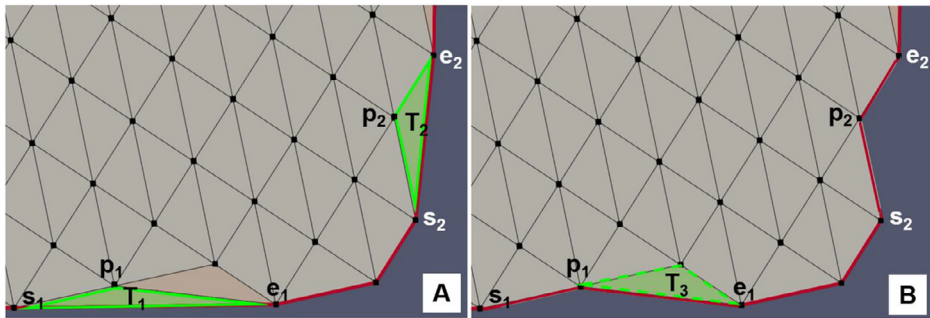 e₂
p₂ T₂
s₂
p₁
s₁ T₁ e₁
A
e₂
p₂
s₂
p₁
s₁ T₃ e₁
B